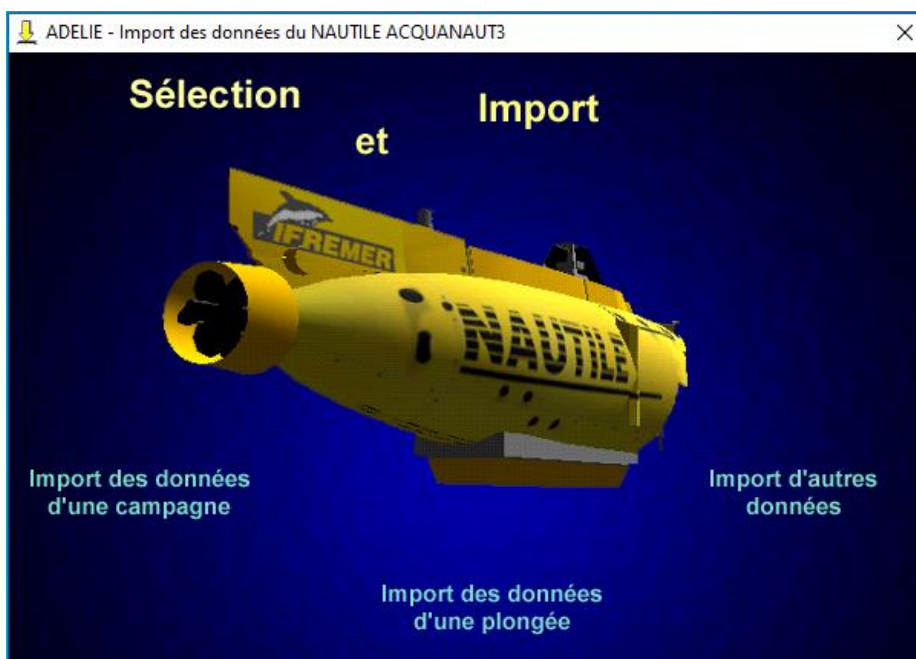 ADELIE - Import des données du NAUTILE ACQUANAUT3
Sélection
et
Import
IFREMER
NAUTILE
Import des données
d'une campagne
Import d'autres
données
Import des données
d'une plongée